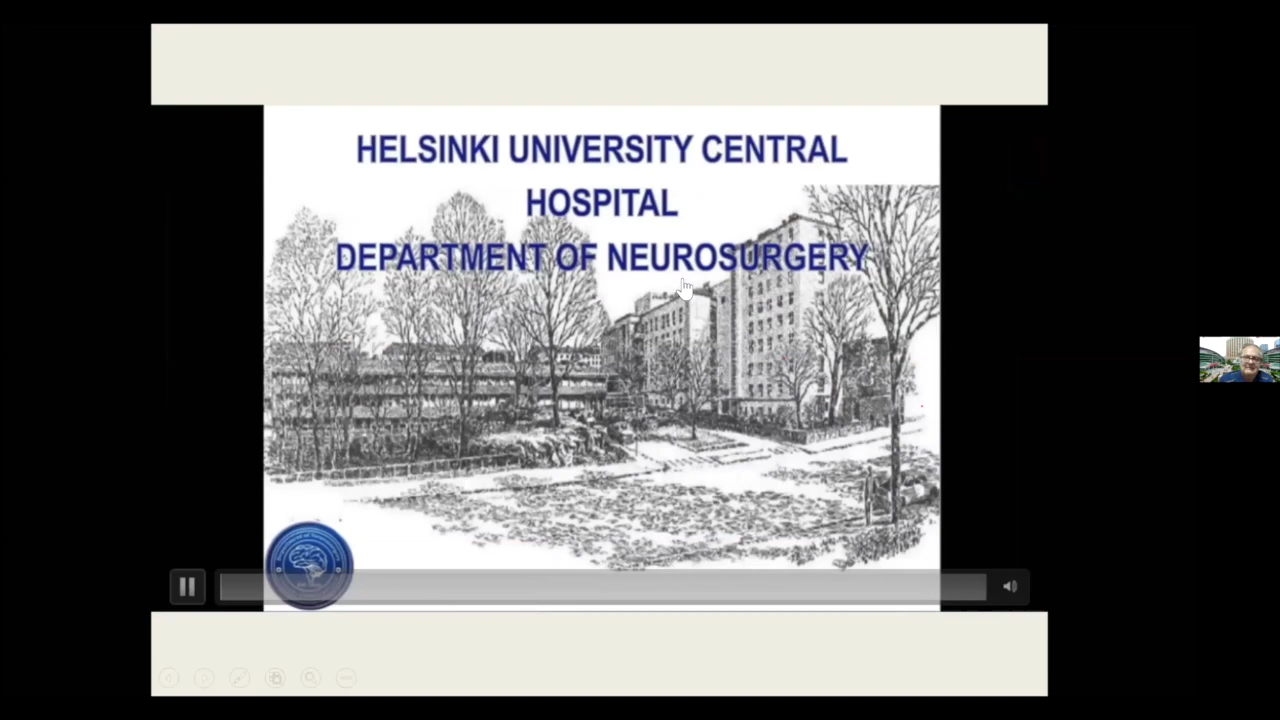 HELSINKI UNIVERSITY CENTRAL
HOSPITAL
DEPARTMENT OF NEUROSURGERY